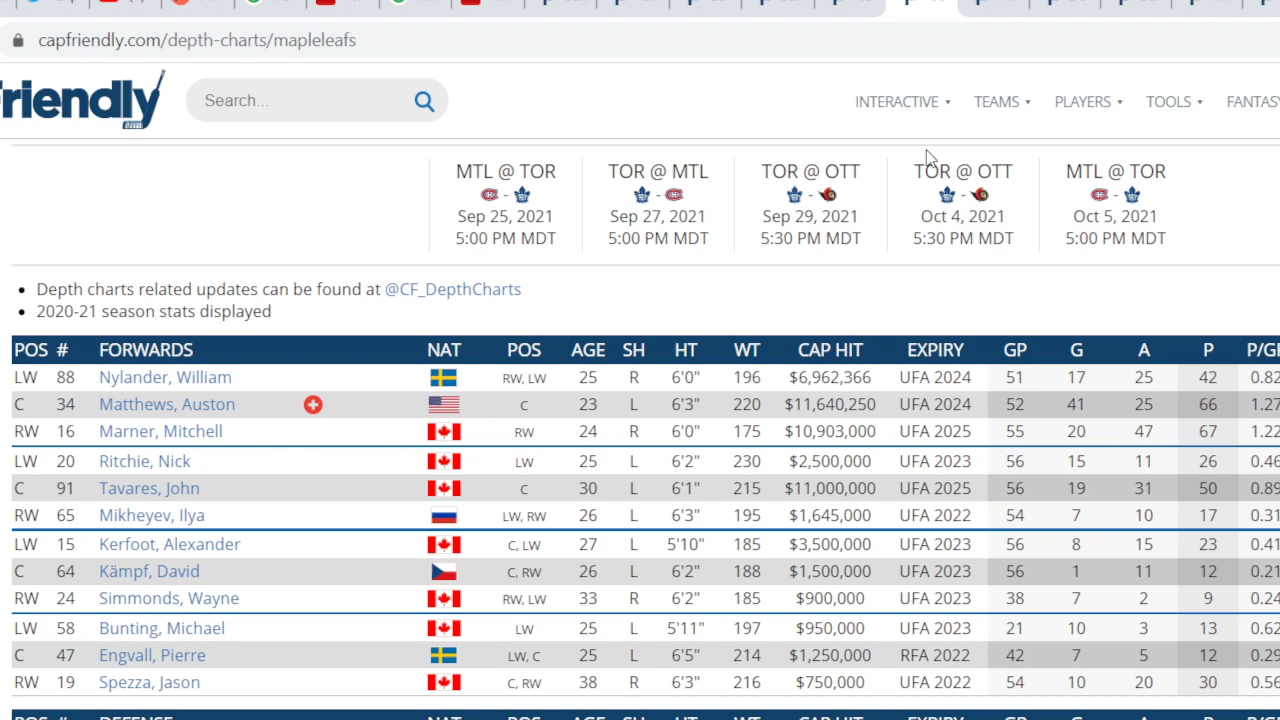 capfriendly.com/depth-charts/mapleleafs
friendly Search... INTERACTIVE ▾ TEAMS ▾ PLAYERS ▾ TOOLS ▾ FANTASY
MTL @ TOR TOR @ MTL TOR @ OTT TOR @ OTT MTL @ TOR
- - - - -
Sep 25, 2021 Sep 27, 2021 Sep 29, 2021 Oct 4, 2021 Oct 5, 2021
5:00 PM MDT 5:00 PM MDT 5:30 PM MDT 5:30 PM MDT 5:00 PM MDT
• Depth charts related updates can be found at @CF_DepthCharts
• 2020-21 season stats displayed
POS # FORWARDS NAT POS AGE SH HT WT CAP HIT EXPIRY GP G A P P/GP
LW 88 Nylander, William RW, LW 25 R 6'0" 196 $6,962,366 UFA 2024 51 17 25 42 0.82
C 34 Matthews, Auston C 23 L 6'3" 220 $11,640,250 UFA 2024 52 41 25 66 1.27
RW 16 Marner, Mitchell RW 24 R 6'0" 175 $10,903,000 UFA 2025 55 20 47 67 1.22
LW 20 Ritchie, Nick LW 25 L 6'2" 230 $2,500,000 UFA 2023 56 15 11 26 0.46
C 91 Tavares, John C 30 L 6'1" 215 $11,000,000 UFA 2025 56 19 31 50 0.89
RW 65 Mikheyev, Ilya LW, RW 26 L 6'3" 195 $1,645,000 UFA 2022 54 7 10 17 0.31
LW 15 Kerfoot, Alexander C, LW 27 L 5'10" 185 $3,500,000 UFA 2023 56 8 15 23 0.41
C 64 Kämpf, David C, RW 26 L 6'2" 188 $1,500,000 UFA 2023 56 1 11 12 0.21
RW 24 Simmonds, Wayne RW, LW 33 R 6'2" 185 $900,000 UFA 2023 38 7 2 9 0.24
LW 58 Bunting, Michael LW 25 L 5'11" 197 $950,000 UFA 2023 21 10 3 13 0.62
C 47 Engvall, Pierre LW, C 25 L 6'5" 214 $1,250,000 RFA 2022 42 7 5 12 0.29
RW 19 Spezza, Jason C, RW 38 R 6'3" 216 $750,000 UFA 2022 54 10 20 30 0.56
POS # DEFENSE NAT POS AGE SH HT WT CAP HIT EXPIRY GP G A P P/GP